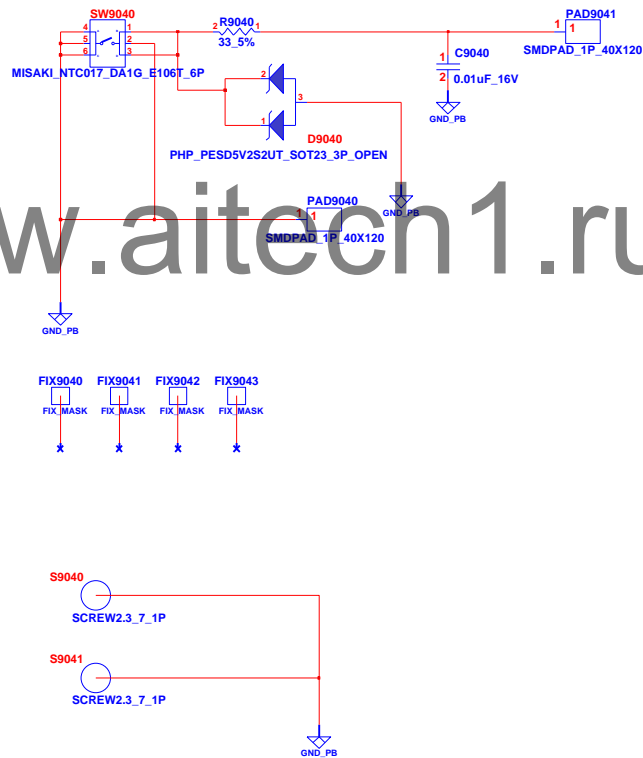 SW9040
4 1
5 2
6 3
MISAKI_NTC017_DA1G_E106T_6P
R9040
2 1
33_5%
PAD9041
1 1
SMDPAD_1P_40X120
C9040
1
2
0.01uF_16V
GND_PB
2
3
1
D9040
PHP_PESD5V2S2UT_SOT23_3P_OPEN
GND_PB
PAD9040
1 1
SMDPAD_1P_40X120
w.aitech1.ru
GND_PB
FIX9040 FIX9041 FIX9042 FIX9043
FIX_MASK FIX_MASK FIX_MASK FIX_MASK
S9040
SCREW2.3_7_1P
S9041
SCREW2.3_7_1P
GND_PB